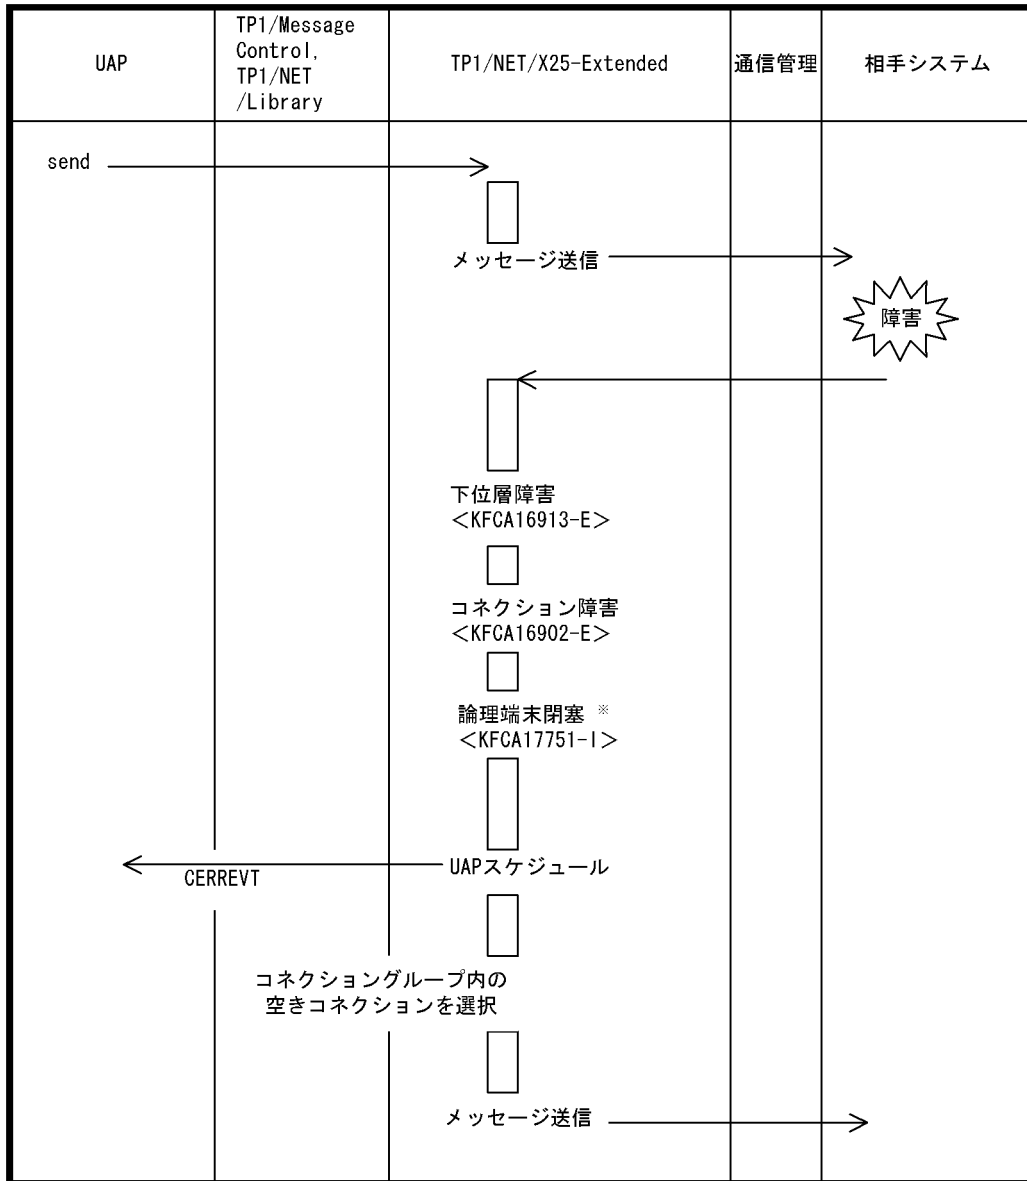 UAP
TP1/Message
Control,
TP1/NET
/Library
TP1/NET/X25-Extended
通信管理
相手システム
send
メッセージ送信
障害
下位層障害
<KFCA16913-E>
コネクション障害
<KFCA16902-E>
論理端末閉塞 ※
<KFCA17751-I>
UAPスケジュール
CERREVT
コネクショングループ内の
空きコネクションを選択
メッセージ送信